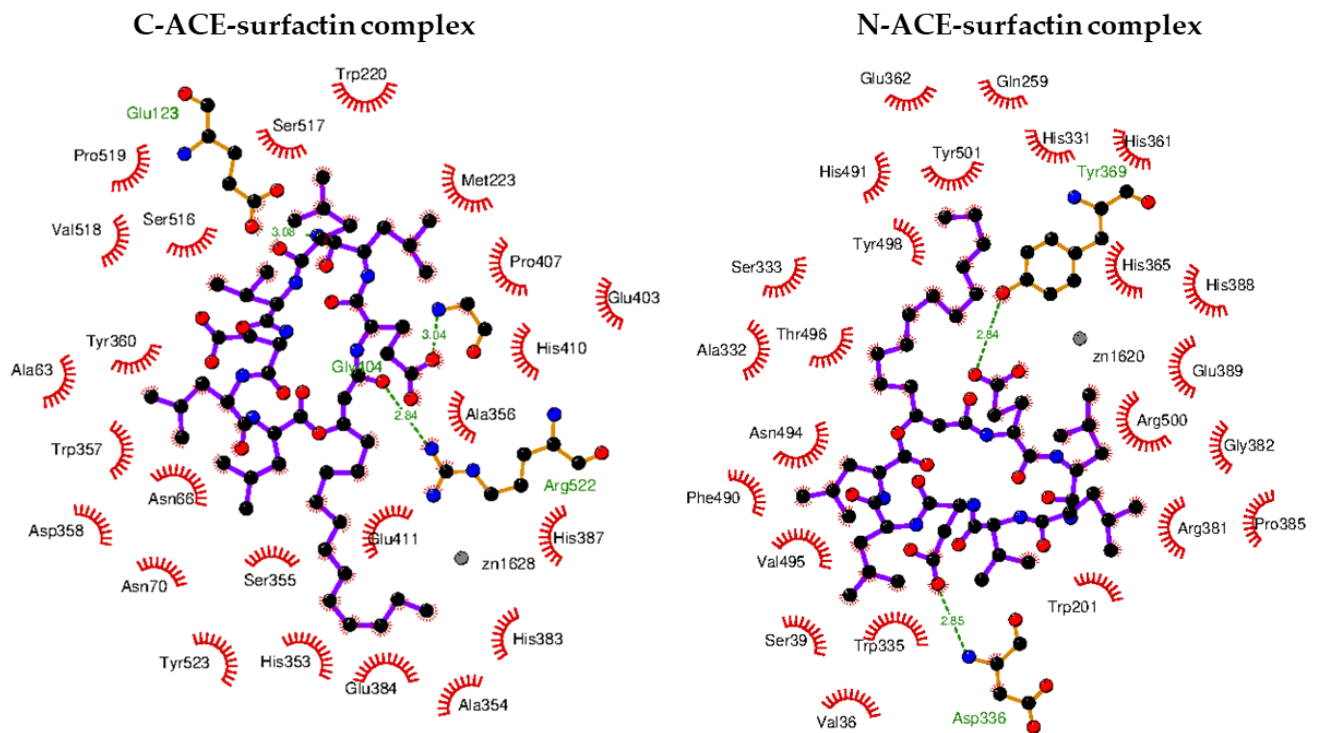 C-ACE-surfactin complex
Trp220
Glu123
Ser517
Pro519
Met223
Ser516
Val518
3.08
Pro407
Glu403
3.04
Tyr360
His410
Ala63
Gly404
2.84
Ala356
Trp357
Asn66
Arg522
Asp358
Glu411
His387
zn1628
Asn70
Ser355
His383
Tyr523
His353
Glu384
Ala354
N-ACE-surfactin complex
Glu362
Gln259
His331
His361
Tyr501
His491
Tyr369
Tyr498
Ser333
His365
His388
Thr496
2.84
Ala332
zn1620
Glu389
Arg500
Asn494
Gly382
Phe490
Arg381
Pro385
Val495
Trp201
2.85
Ser39
Trp335
Val36
Asp336